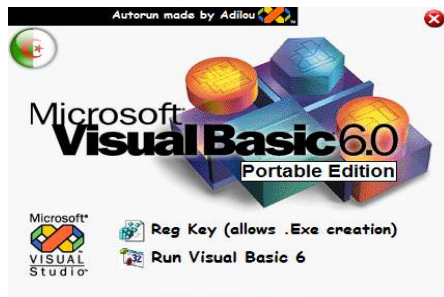 Autorun made by Adilou
Microsoft
Visual Basic 6.0
Portable Edition
Microsoft
VISUAL
Studio
Reg Key (allows .Exe creation)
Run Visual Basic 6